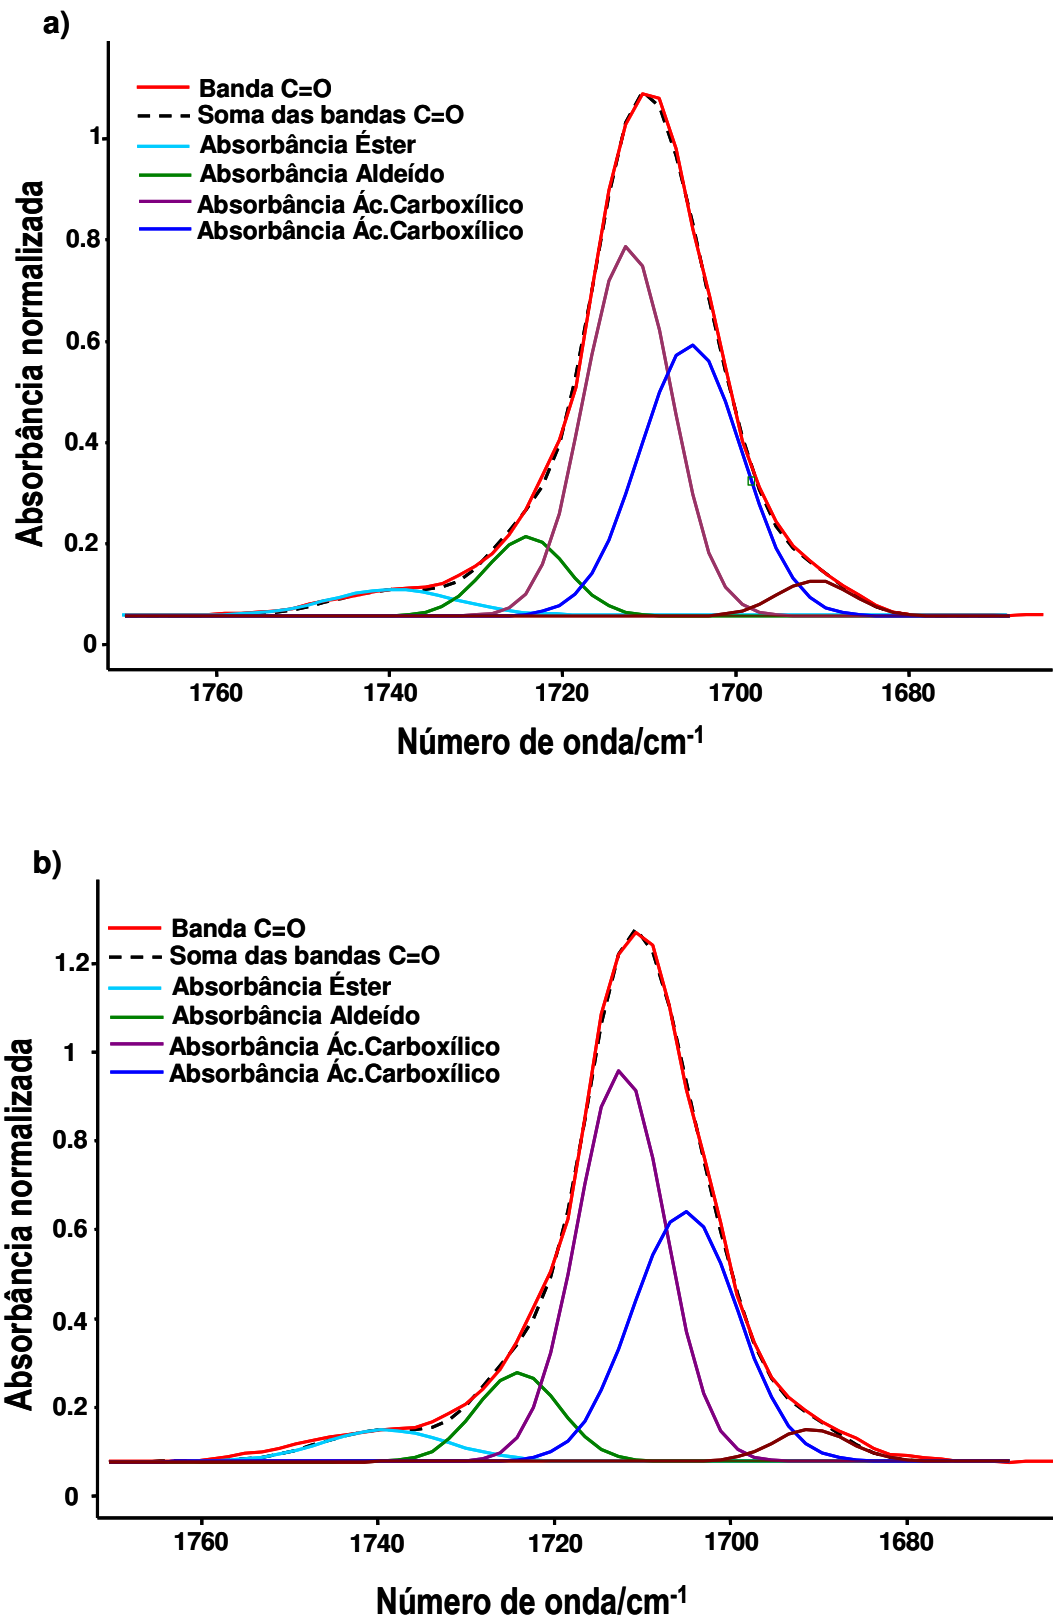 a)
Banda C=O
Soma das bandas C=O
Absorbância Éster
Absorbância Aldeído
Absorbância Ác.Carboxílico
Absorbância Ác.Carboxílico
Absorbância normalizada
1
0.8
0.6
0.4
0.2
0
1760 1740 1720 1700 1680
Número de onda/cm⁻¹
b)
Banda C=O
Soma das bandas C=O
Absorbância Éster
Absorbância Aldeído
Absorbância Ác.Carboxílico
Absorbância Ác.Carboxílico
Absorbância normalizada
1.2
1
0.8
0.6
0.4
0.2
0
1760 1740 1720 1700 1680
Número de onda/cm⁻¹